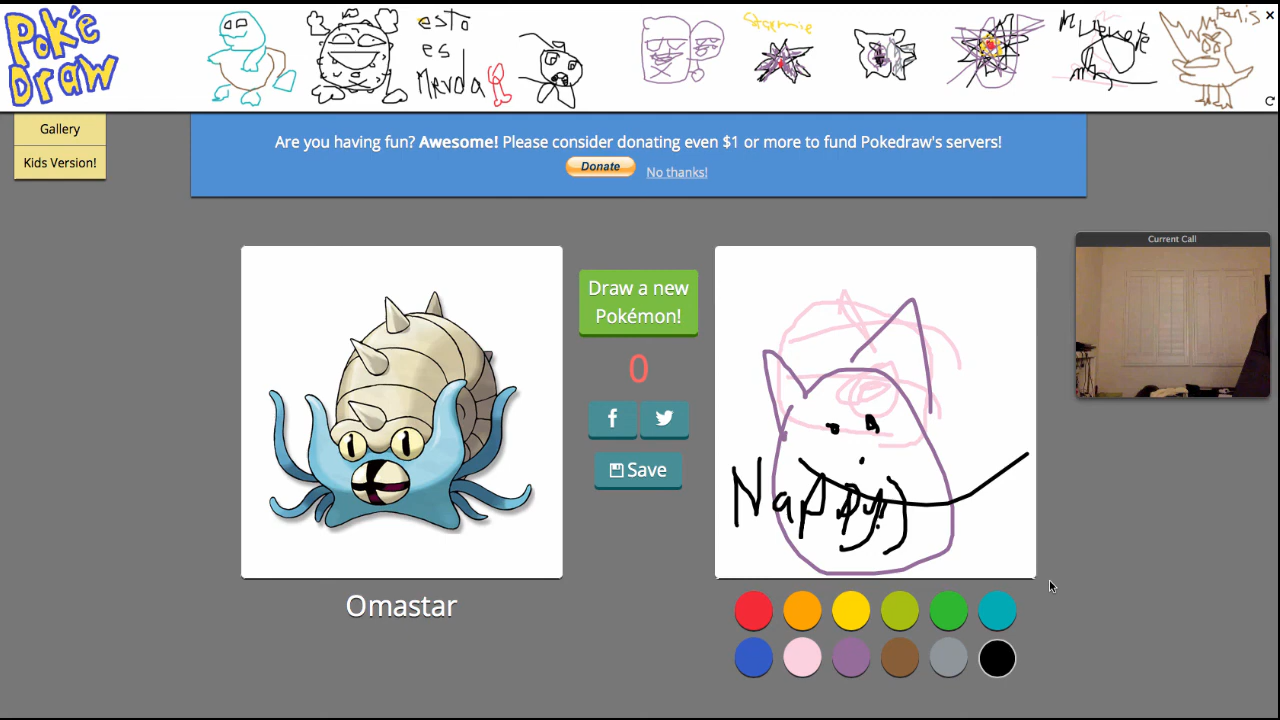 Poké
Draw
esto
es
Merda
Starmie
Penis
Gallery
Kids Version!
Are you having fun? Awesome! Please consider donating even $1 or more to fund Pokedraw's servers!
Donate
No thanks!
Current Call
Draw a new
Pokémon!
0
Save
Nappy!)
Omastar